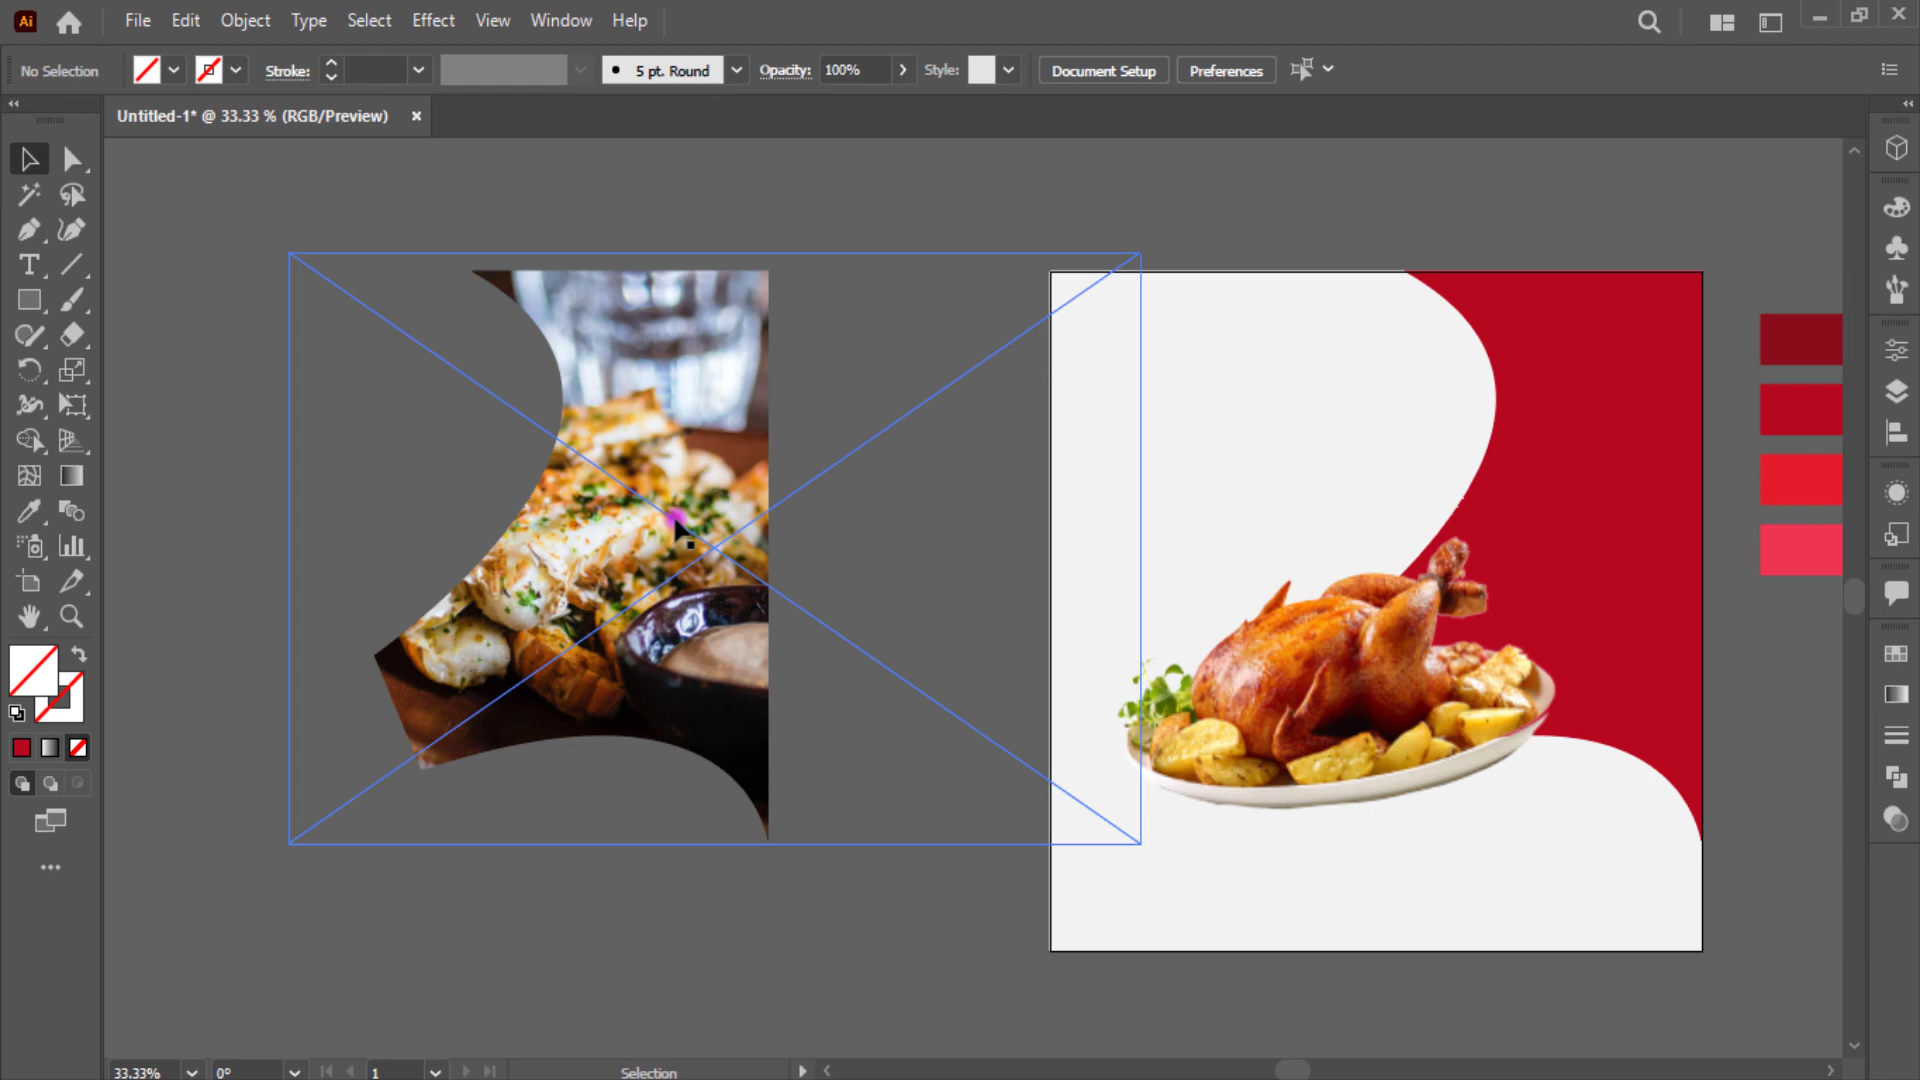 Ai File Edit Object Type Select Effect View Window Help
No Selection Stroke: 5 pt. Round Opacity: 100% Style: Document Setup Preferences
Untitled-1* @ 33.33 % (RGB/Preview) ×
33.33% 0° 1 Selection